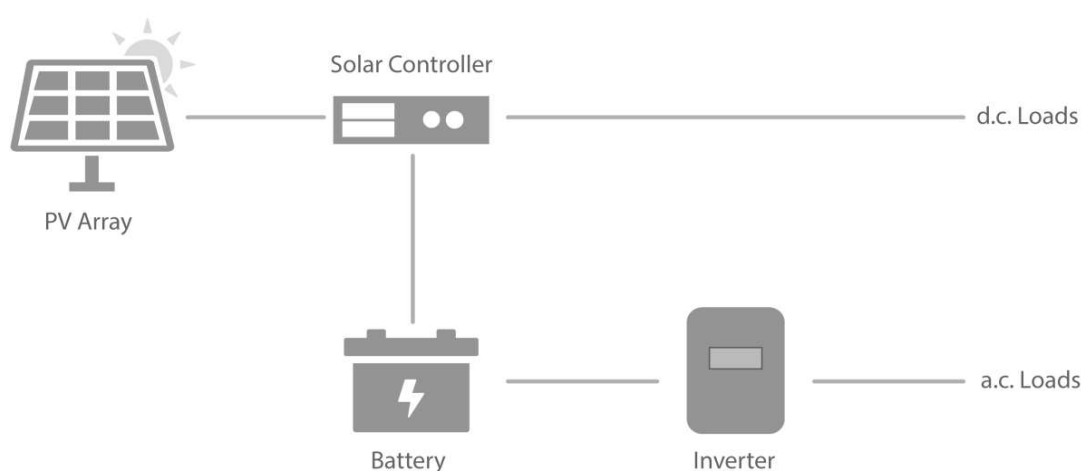 Solar Controller
d.c. Loads
PV Array
a.c. Loads
Battery
Inverter